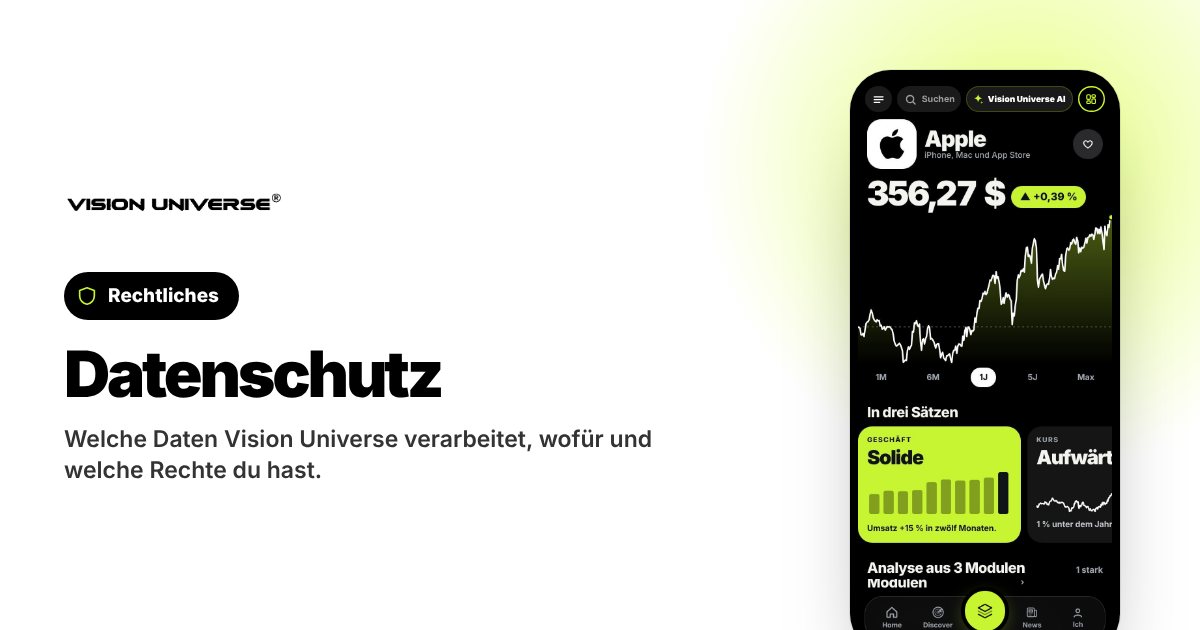 VISION UNIVERSE®
Rechtliches
Datenschutz
Welche Daten Vision Universe verarbeitet, wofür und
welche Rechte du hast.
Suchen
Vision Universe AI
Apple
iPhone, Mac und App Store
356,27 $
▲ +0,39 %
1M 6M 1J 5J Max
In drei Sätzen
GESCHÄFT
Solide
Umsatz +15 % in zwölf Monaten.
KURS
Aufwärt
1 % unter dem Jahr
Analyse aus 3 Modulen
1 stark
Modulen
Home Discover News Ich